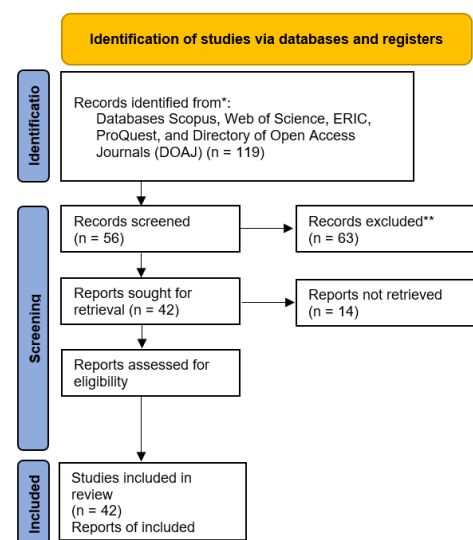 Identification of studies via databases and registers
Identificatio
Records identified from*:
Databases Scopus, Web of Science, ERIC,
ProQuest, and Directory of Open Access
Journals (DOAJ) (n = 119)
Screening
Records screened
(n = 56)
Records excluded**
(n = 63)
Reports sought for
retrieval (n = 42)
Reports not retrieved
(n = 14)
Reports assessed for
eligibility
Included
Studies included in
review
(n = 42)
Reports of included